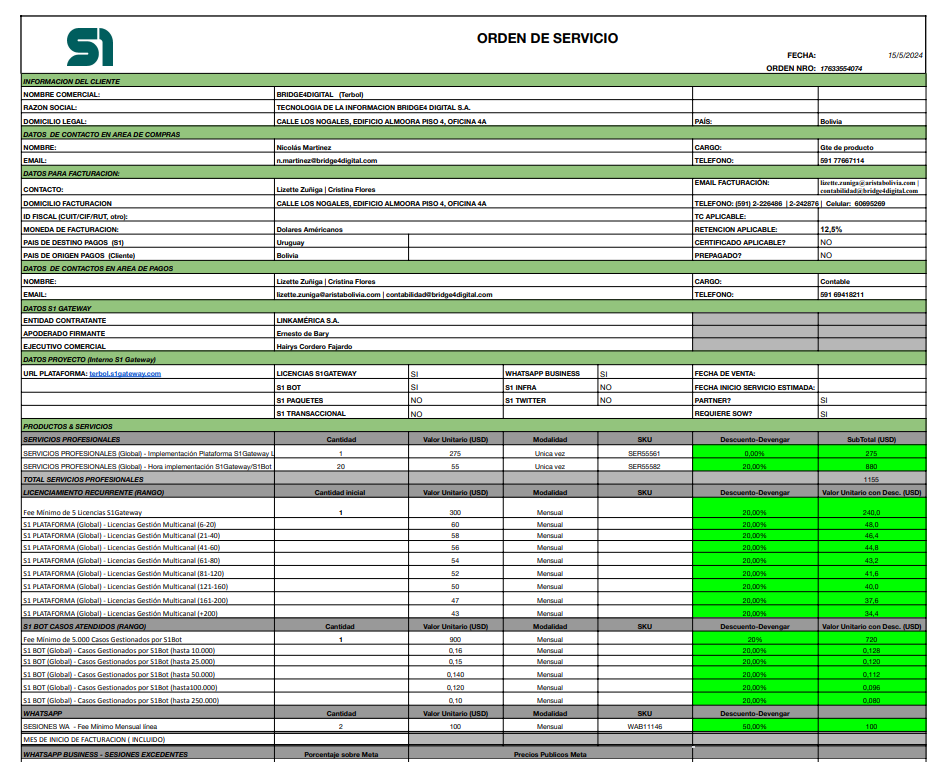 S1
ORDEN DE SERVICIO
FECHA: 15/5/2024
ORDEN NRO: 17633554074
INFORMACION DEL CLIENTE
NOMBRE COMERCIAL: BRIDGE4DIGITAL (Terbol)
RAZON SOCIAL: TECNOLOGIA DE LA INFORMACION BRIDGE4 DIGITAL S.A.
DOMICILIO LEGAL: CALLE LOS NOGALES, EDIFICIO ALMOORA PISO 4, OFICINA 4A PAÍS: Bolivia
DATOS DE CONTACTO EN AREA DE COMPRAS
NOMBRE: Nicolás Martínez CARGO: Gte de producto
EMAIL: n.martinez@bridge4digital.com TELEFONO: 591 77667114
DATOS PARA FACTURACION:
CONTACTO: Lizette Zuñiga | Cristina Flores EMAIL FACTURACIÓN: lizette.zuniga@aristabolivia.com | contabilidad@bridge4digital.com
DOMICILIO FACTURACION CALLE LOS NOGALES, EDIFICIO ALMOORA PISO 4, OFICINA 4A TELEFONO: (591) 2-226486 | 2-242876 | Celular: 60695269
ID FISCAL (CUIT/CIF/RUT, otro): TC APLICABLE:
MONEDA DE FACTURACION: Dolares Américanos RETENCION APLICABLE: 12,5%
PAIS DE DESTINO PAGOS (S1) Uruguay CERTIFICADO APLICABLE? NO
PAIS DE ORIGEN PAGOS (Cliente) Bolivia PREPAGADO? NO
DATOS DE CONTACTOS EN AREA DE PAGOS
NOMBRE: Lizette Zuñiga | Cristina Flores CARGO: Contable
EMAIL: lizette.zuniga@aristabolivia.com | contabilidad@bridge4digital.com TELEFONO: 591 69418211
DATOS S1 GATEWAY
ENTIDAD CONTRATANTE LINKAMÉRICA S.A.
APODERADO FIRMANTE Ernesto de Bary
EJECUTIVO COMERCIAL Hairys Cordero Fajardo
DATOS PROYECTO (Interno S1 Gateway)
URL PLATAFORMA: terbol.s1gateway.com LICENCIAS S1GATEWAY SI WHATSAPP BUSINESS SI FECHA DE VENTA:
S1 BOT SI S1 INFRA NO FECHA INICIO SERVICIO ESTIMADA:
S1 PAQUETES NO S1 TWITTER NO PARTNER? SI
S1 TRANSACCIONAL NO REQUIERE SOW? SI
PRODUCTOS & SERVICIOS
SERVICIOS PROFESIONALES Cantidad Valor Unitario (USD) Modalidad SKU Descuento-Devengar SubTotal (USD)
SERVICIOS PROFESIONALES (Global) - Implementación Plataforma S1Gateway L 1 275 Unica vez SER55561 0,00% 275
SERVICIOS PROFESIONALES (Global) - Hora implementación S1Gateway/S1Bot 20 55 Unica vez SER55582 20,00% 880
TOTAL SERVICIOS PROFESIONALES 1155
LICENCIAMIENTO RECURRENTE (RANGO) Cantidad inicial Valor Unitario (USD) Modalidad SKU Descuento-Devengar Valor Unitario con Desc. (USD)
Fee Mínimo de 5 Licencias S1Gateway 1 300 Mensual 20,00% 240,0
S1 PLATAFORMA (Global) - Licencias Gestión Multicanal (6-20) 60 Mensual 20,00% 48,0
S1 PLATAFORMA (Global) - Licencias Gestión Multicanal (21-40) 58 Mensual 20,00% 46,4
S1 PLATAFORMA (Global) - Licencias Gestión Multicanal (41-60) 56 Mensual 20,00% 44,8
S1 PLATAFORMA (Global) - Licencias Gestión Multicanal (61-80) 54 Mensual 20,00% 43,2
S1 PLATAFORMA (Global) - Licencias Gestión Multicanal (81-120) 52 Mensual 20,00% 41,6
S1 PLATAFORMA (Global) - Licencias Gestión Multicanal (121-160) 50 Mensual 20,00% 40,0
S1 PLATAFORMA (Global) - Licencias Gestión Multicanal (161-200) 47 Mensual 20,00% 37,6
S1 PLATAFORMA (Global) - Licencias Gestión Multicanal (+200) 43 Mensual 20,00% 34,4
S1 BOT CASOS ATENDIDOS (RANGO) Cantidad Valor Unitario (USD) Modalidad SKU Descuento-Devengar Valor Unitario con Desc. (USD)
Fee Mínimo de 5.000 Casos Gestionados por S1Bot 1 900 Mensual 20% 720
S1 BOT (Global) - Casos Gestionados por S1Bot (hasta 10.000) 0,16 Mensual 20,00% 0,128
S1 BOT (Global) - Casos Gestionados por S1Bot (hasta 25.000) 0,15 Mensual 20,00% 0,120
S1 BOT (Global) - Casos Gestionados por S1Bot (hasta 50.000) 0,140 Mensual 20,00% 0,112
S1 BOT (Global) - Casos Gestionados por S1Bot (hasta100.000) 0,120 Mensual 20,00% 0,096
S1 BOT (Global) - Casos Gestionados por S1Bot (hasta 250.000) 0,10 Mensual 20,00% 0,080
WHATSAPP Cantidad Valor Unitario (USD) Modalidad SKU Descuento-Devengar
SESIONES WA - Fee Minimo Mensual línea 2 100 Mensual WAB11146 50,00% 100
MES DE INICIO DE FACTURACION ( INCLUIDO)
WHATSAPP BUSINESS - SESIONES EXCEDENTES Porcentaje sobre Meta Precios Publicos Meta